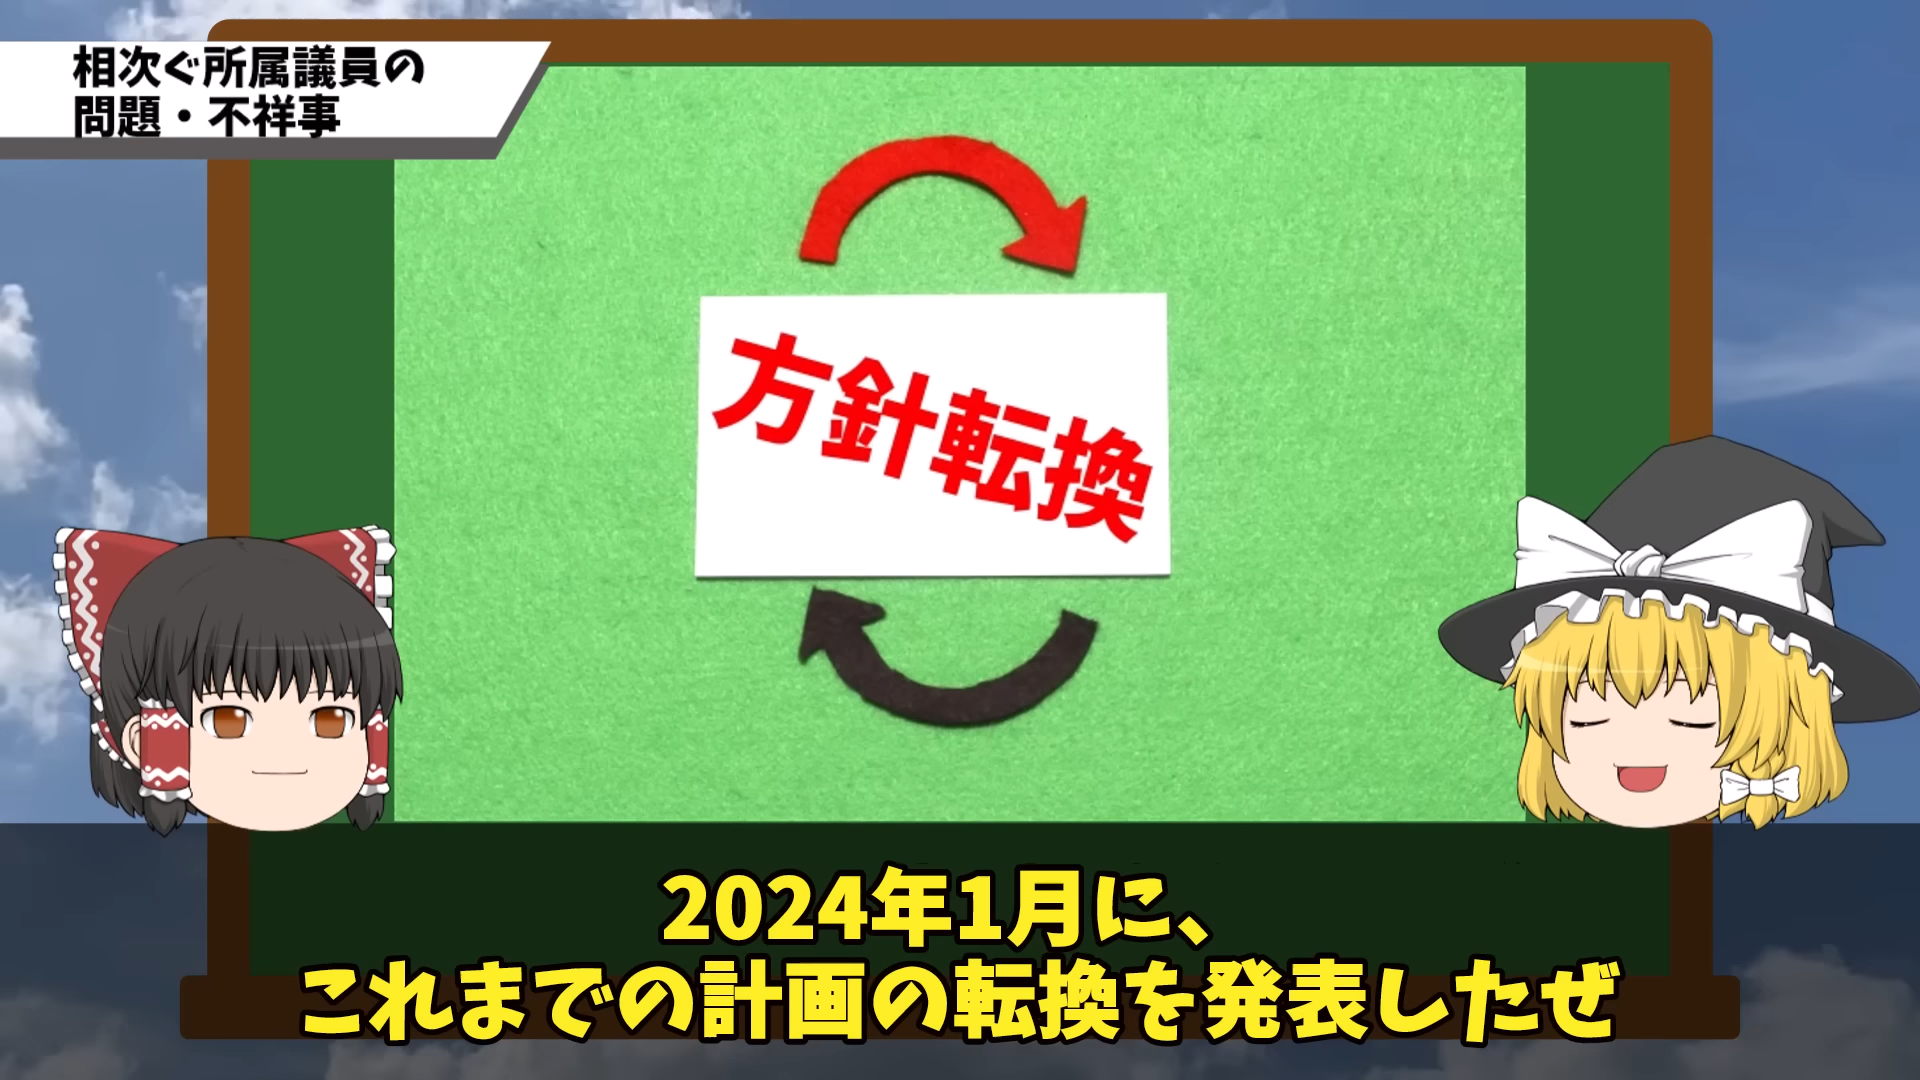 相次ぐ所属議員の
問題・不祥事
方針転換
2024年1月に、
これまでの計画の転換を発表したぜ